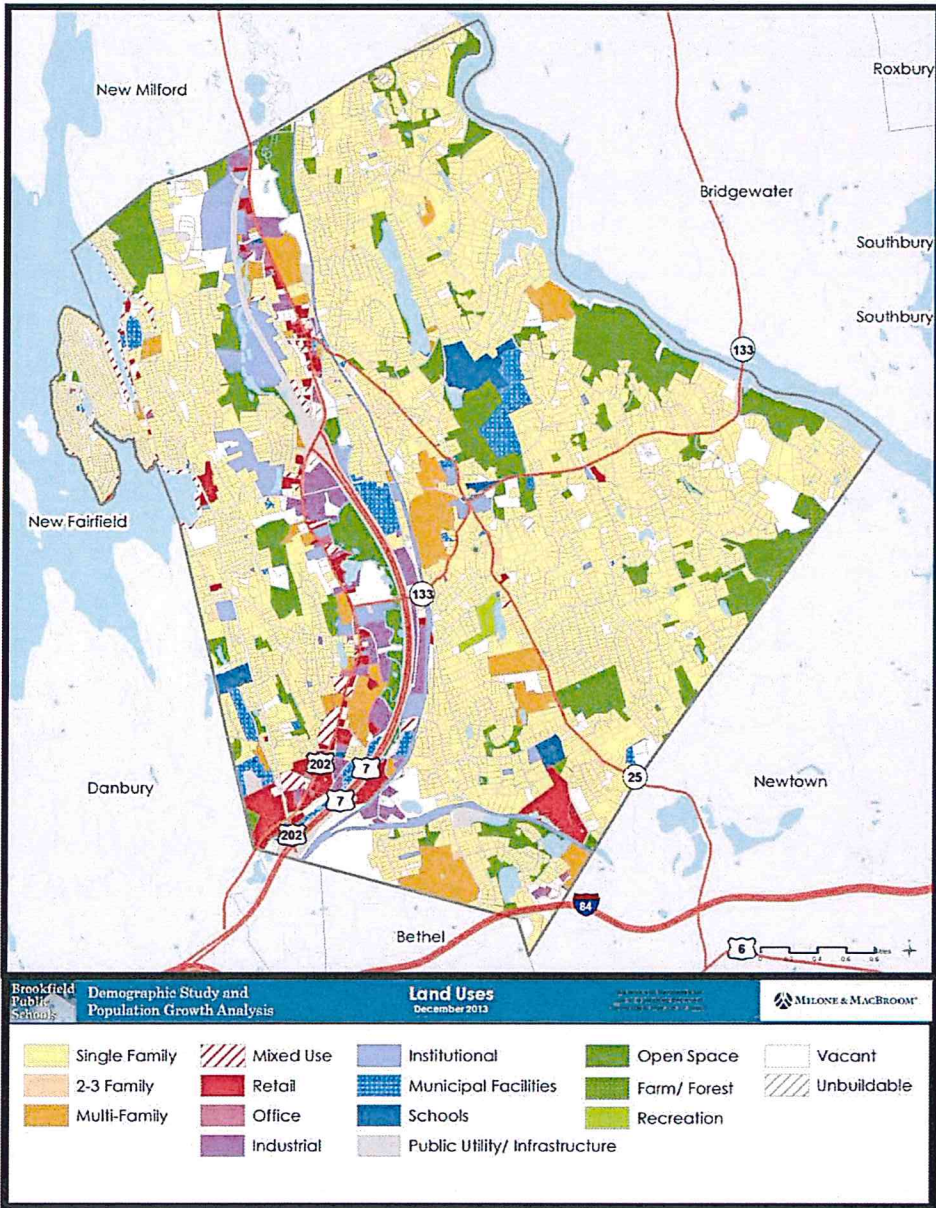 New Milford
Roxbury
Bridgewater
Southbury
Southbury
133
New Fairfield
133
202
7
Danbury
7
25
Newtown
202
84
Bethel
6
Brookfield
Public
Schools
Demographic Study and
Population Growth Analysis
Land Uses
December 2013
MILONE & MACBROOM
Single Family
2-3 Family
Multi-Family
Mixed Use
Retail
Office
Industrial
Institutional
Municipal Facilities
Schools
Public Utility/ Infrastructure
Open Space
Farm/ Forest
Recreation
Vacant
Unbuildable